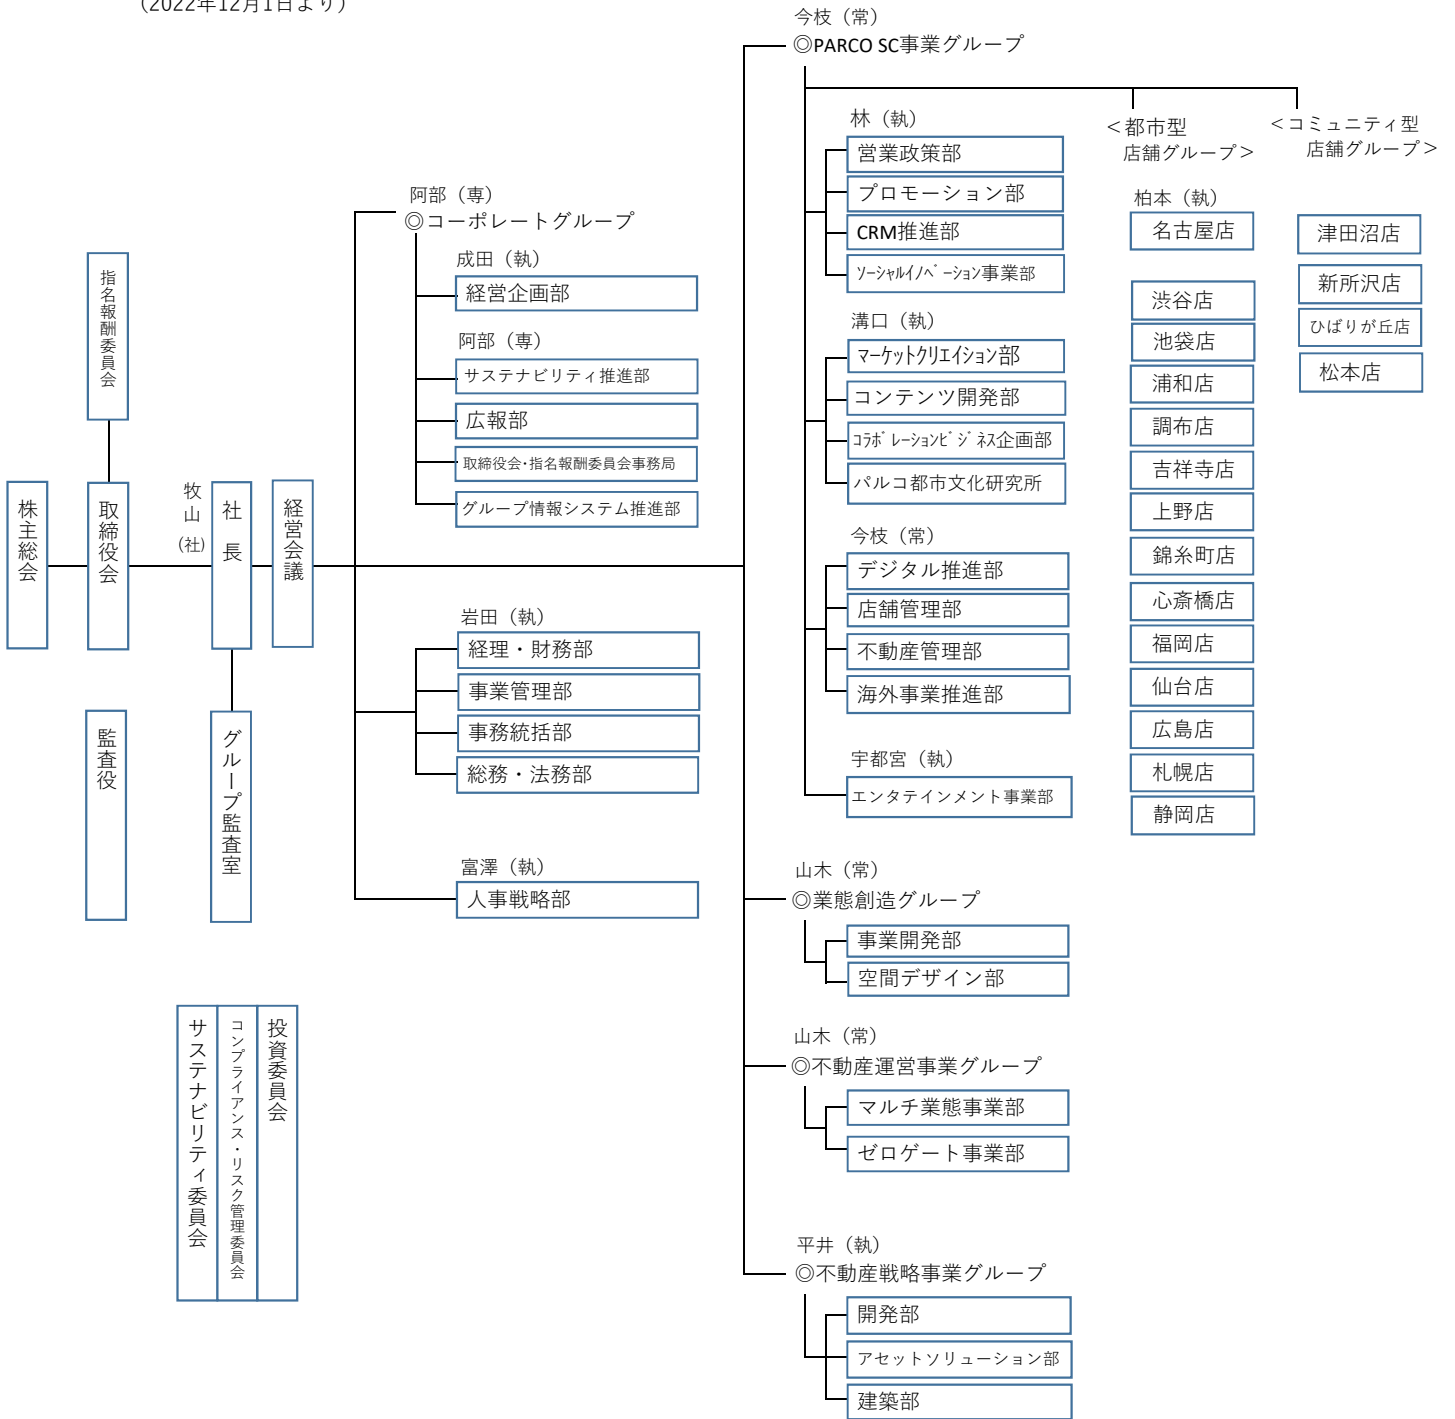 (2022年12月1日より)
株主総会
指名報酬委員会
取締役会
監査役
牧山
(社)
社長
グループ監査室
経営会議
サステナビリティ委員会
コンプライアンス・リスク管理委員会
投資委員会
阿部（専）
◎コーポレートグループ
成田（執）
経営企画部
阿部（専）
サステナビリティ推進部
広報部
取締役会・指名報酬委員会事務局
グループ情報システム推進部
岩田（執）
経理・財務部
事業管理部
事務統括部
総務・法務部
富澤（執）
人事戦略部
今枝（常）
◎PARCO SC事業グループ
林（執）
営業政策部
プロモーション部
CRM推進部
ｿｰｼｬﾙｲﾉﾍﾞｰｼｮﾝ事業部
溝口（執）
ﾏｰｹｯﾄｸﾘｴｲｼｮﾝ部
コンテンツ開発部
ｺﾗﾎﾞﾚｰｼｮﾝﾋﾞｼﾞﾈｽ企画部
パルコ都市文化研究所
今枝（常）
デジタル推進部
店舗管理部
不動産管理部
海外事業推進部
宇都宮（執）
エンタテインメント事業部
＜都市型
店舗グループ＞
柏本（執）
名古屋店
渋谷店
池袋店
浦和店
調布店
吉祥寺店
上野店
錦糸町店
心斎橋店
福岡店
仙台店
広島店
札幌店
静岡店
＜コミュニティ型
店舗グループ＞
津田沼店
新所沢店
ひばりが丘店
松本店
山木（常）
◎業態創造グループ
事業開発部
空間デザイン部
山木（常）
◎不動産運営事業グループ
マルチ業態事業部
ゼロゲート事業部
平井（執）
◎不動産戦略事業グループ
開発部
アセットソリューション部
建築部